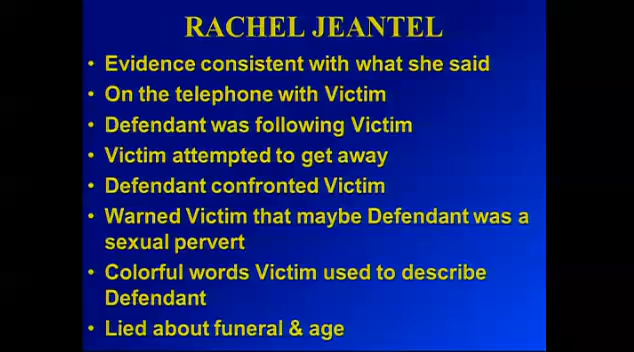 RACHEL JEANTEL
• Evidence consistent with what she said
• On the telephone with Victim
• Defendant was following Victim
• Victim attempted to get away
• Defendant confronted Victim
• Warned Victim that maybe Defendant was a
sexual pervert
• Colorful words Victim used to describe
Defendant
• Lied about funeral & age